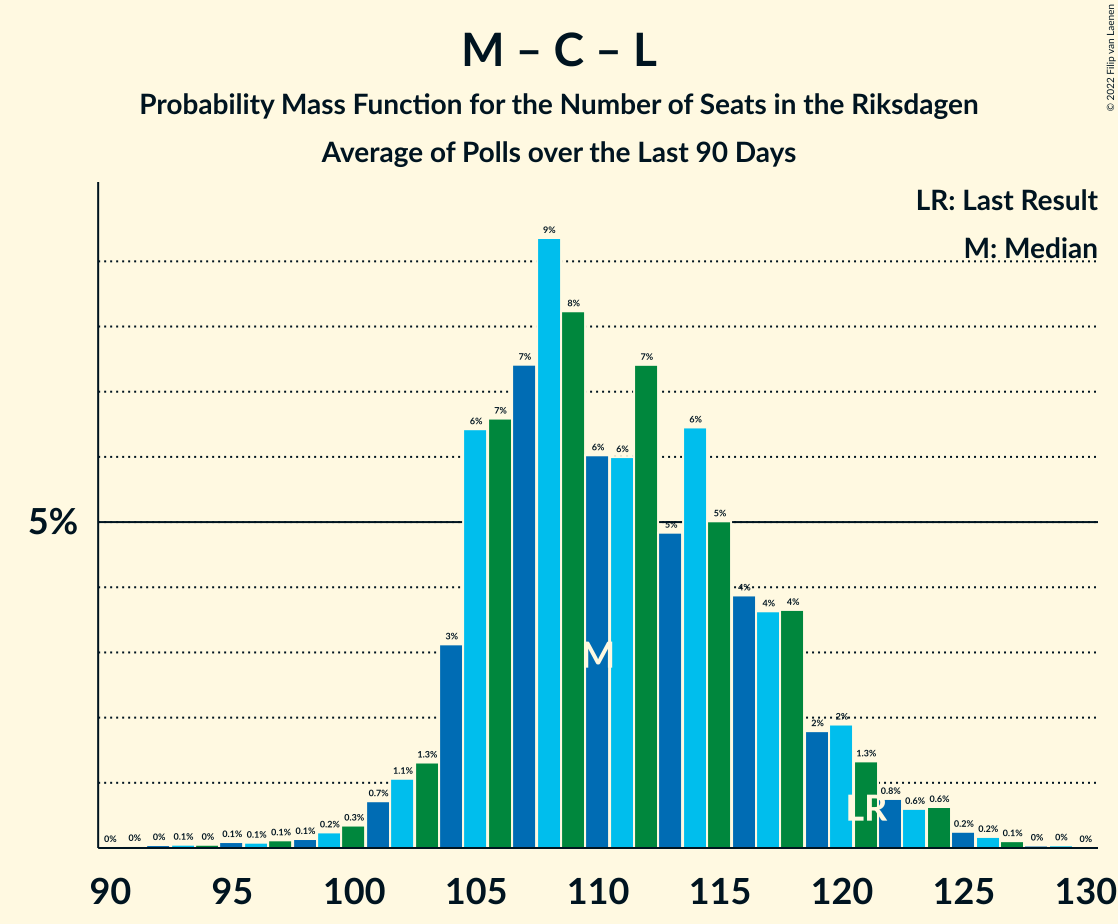 M – C – L
Probability Mass Function for the Number of Seats in the Riksdagen
Average of Polls over the Last 90 Days
© 2022 Filip van Laenen
LR: Last Result
M: Median
5%
0% 0% 0% 0.1% 0% 0.1% 0.1% 0.1% 0.1% 0.2% 0.3% 0.7% 1.1% 1.3% 3% 6% 7% 7% 9% 8% 6% 6% 7% 5% 6% 5% 4% 4% 4% 2% 2% 1.3% 0.8% 0.6% 0.6% 0.2% 0.2% 0.1% 0% 0% 0%
M
LR
90 95 100 105 110 115 120 125 130